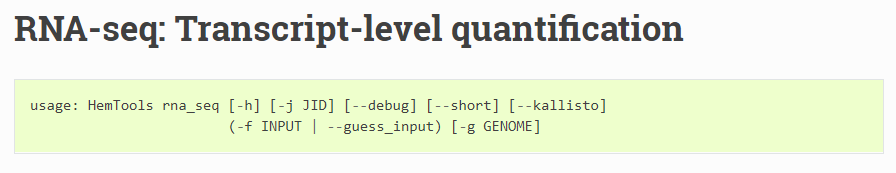 RNA-seq: Transcript-level quantification
usage: HemTools rna_seq [-h] [-j JID] [--debug] [--short] [--kallisto]
(-f INPUT | --guess_input) [-g GENOME]